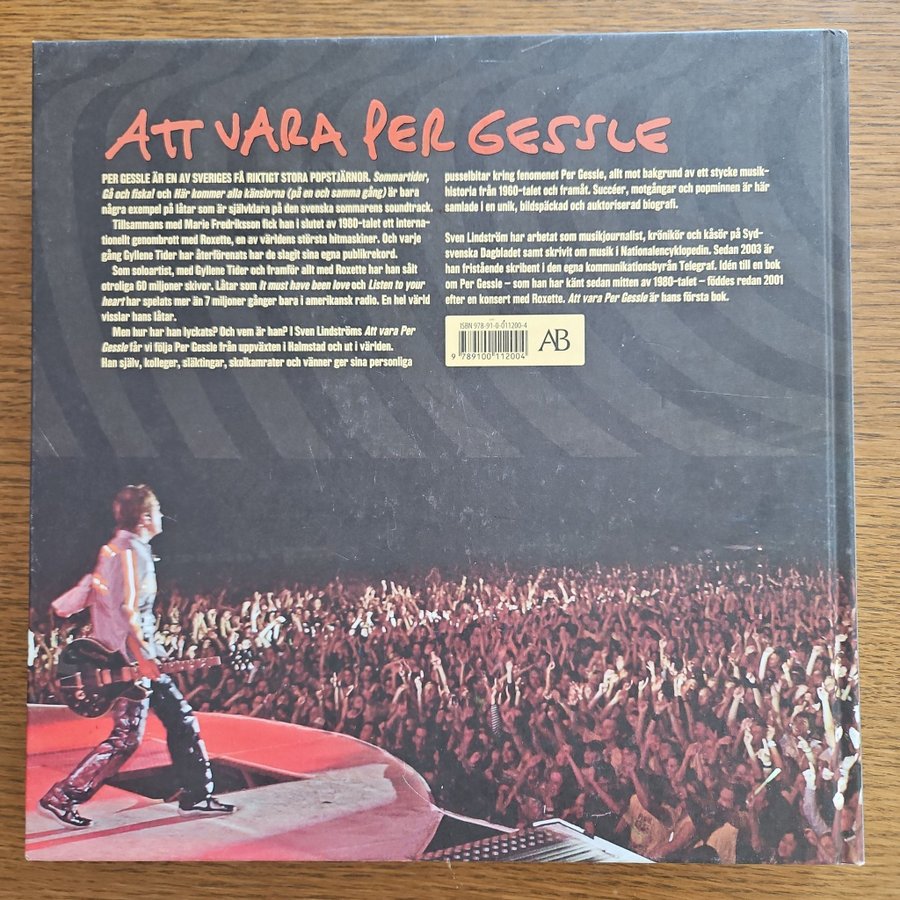 ATT VARA PER GESSLE
PER GESSLE ÄR EN AV SVERIGES FÅ RIKTIGT STORA POPSTJÄRNOR. Sommartider,
Gå och fiska! och Här kommer alla känslorna (på en och samma gång) är bara
några exempel på låtar som är självklara på den svenska sommarens soundtrack.
Tillsammans med Marie Fredriksson fick han i slutet av 1980-talet ett interna-
tionellt genombrott med Roxette, en av världens största hitmaskiner. Och varje
gång Gyllene Tider har återförenats har de slagit sina egna publikrekord.
Som soloartist, med Gyllene Tider och framför allt med Roxette har han sålt
otroliga 60 miljoner skivor. Låtar som It must have been love och Listen to your
heart har spelats mer än 7 miljoner gånger bara i amerikansk radio. En hel värld
visslar hans låtar.
Men hur har han lyckats? Och vem är han? I Sven Lindströms Att vara Per
Gessle får vi följa Per Gessle från uppväxten i Halmstad och ut i världen.
Han själv, kolleger, släktingar, skolkamrater och vänner ger sina personliga
pusselbitar kring fenomenet Per Gessle, allt mot bakgrund av ett stycke musik-
historia från 1960-talet och framåt. Succéer, motgångar och popminnen är här
samlade i en unik, bildspäckad och auktoriserad biografi.
Sven Lindström har arbetat som musikjournalist, krönikör och kåsör på Syd-
svenska Dagbladet samt skrivit om musik i Nationalencyklopedin. Sedan 2003 är
han fristående skribent i den egna kommunikationsbyrån Telegraf. Idén till en bok
om Per Gessle – som han har känt sedan mitten av 1980-talet – föddes redan 2001
efter en konsert med Roxette. Att vara Per Gessle är hans första bok.
ISBN 978-91-0-011200-4
9 789100 112004
AB